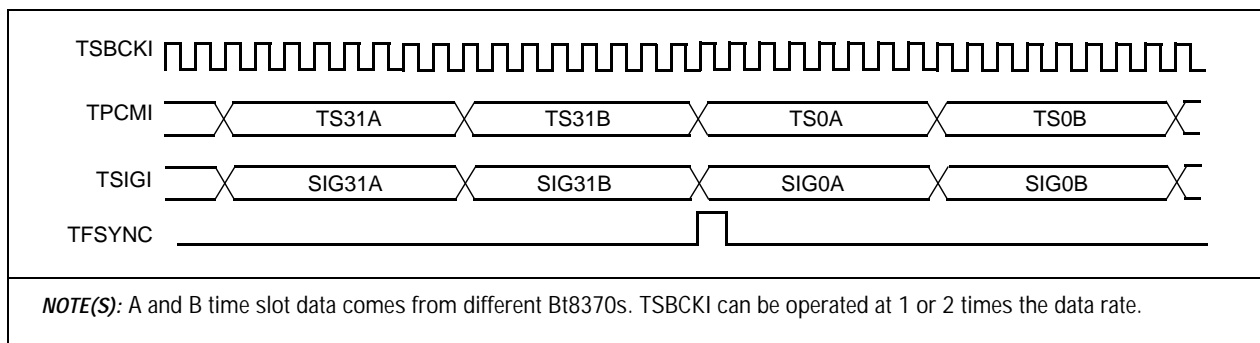 TSBCKI
TPCMI TS31A TS31B TS0A TS0B
TSIGI SIG31A SIG31B SIG0A SIG0B
TFSYNC
NOTE(S): A and B time slot data comes from different Bt8370s. TSBCKI can be operated at 1 or 2 times the data rate.